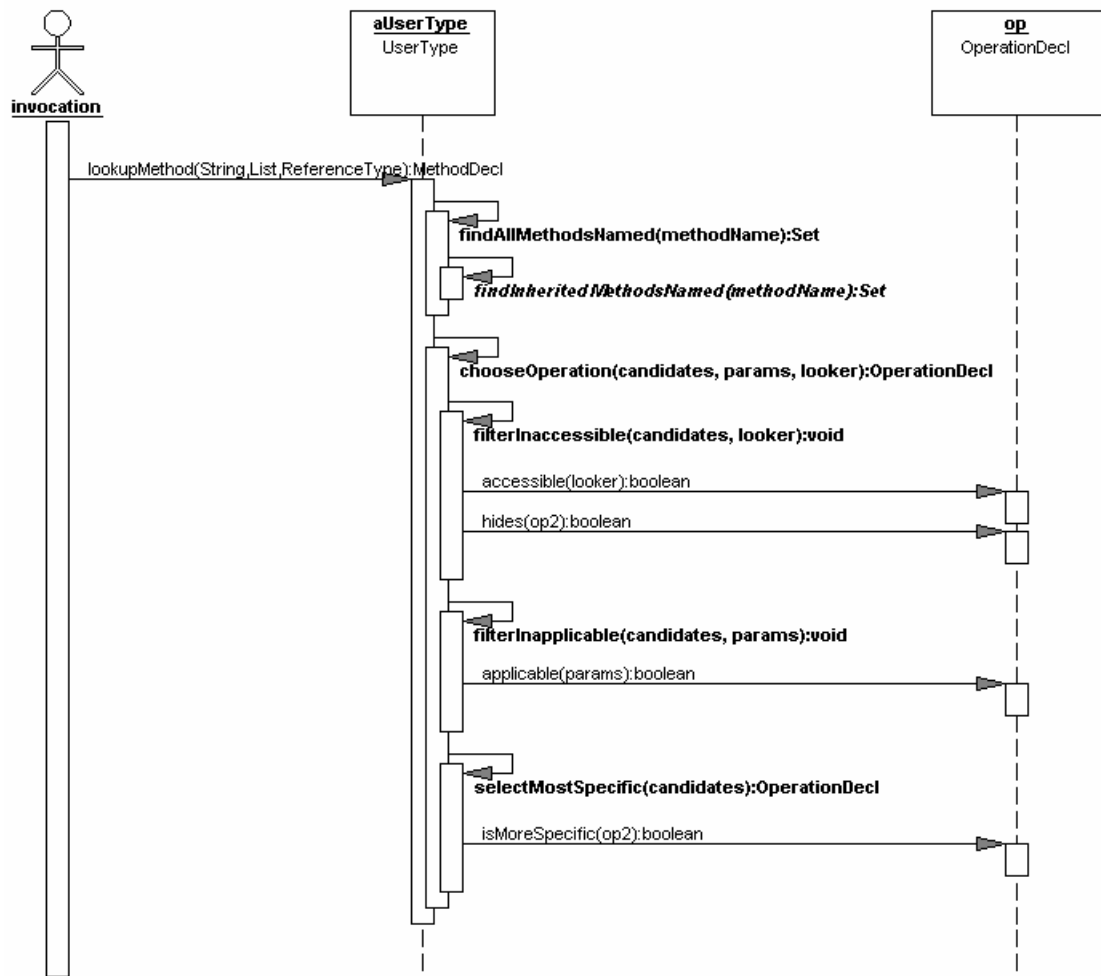 aUserType
UserType
op
OperationDecl
invocation
lookupMethod(String,List,ReferenceType):MethodDecl
findAllMethodsNamed(methodName):Set
findInheritedMethodsNamed(methodName):Set
chooseOperation(candidates, params, looker):OperationDecl
filterInaccessible(candidates, looker):void
accessible(looker):boolean
hides(op2):boolean
filterInapplicable(candidates, params):void
applicable(params):boolean
selectMostSpecific(candidates):OperationDecl
isMoreSpecific(op2):boolean